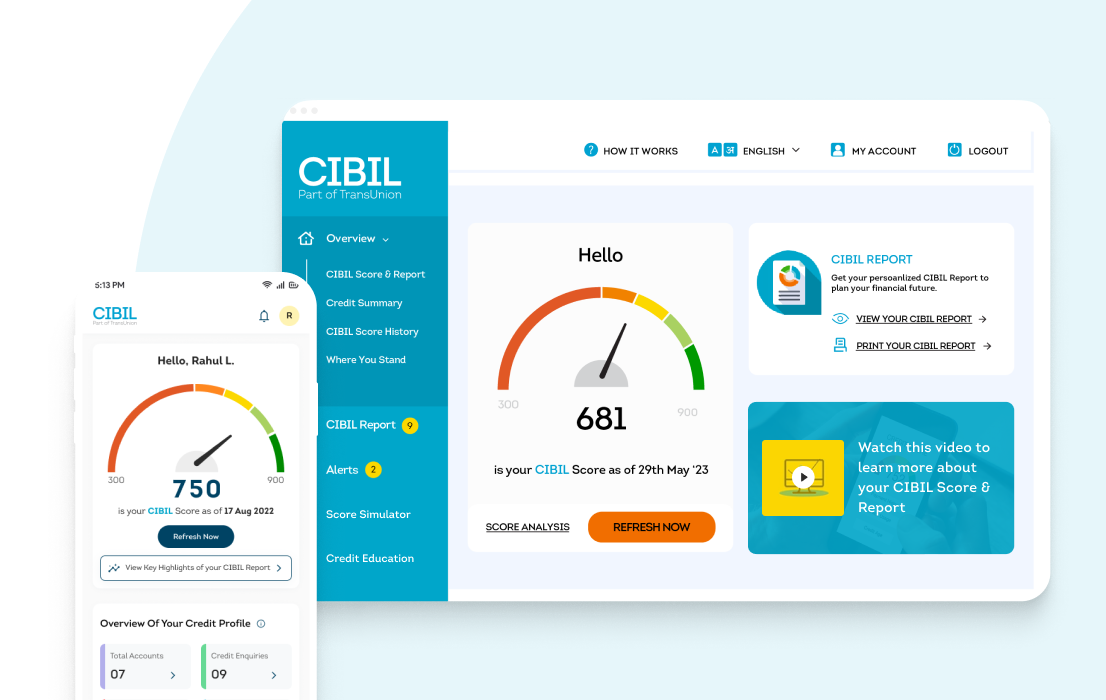 CIBIL
Part of TransUnion
Overview
CIBIL Score & Report
Credit Summary
CIBIL Score History
Where You Stand
CIBIL Report 9
Alerts 2
Score Simulator
Credit Education
? HOW IT WORKS
A अ ENGLISH
MY ACCOUNT
LOGOUT
Hello
300
900
681
is your CIBIL Score as of 29th May ‘23
SCORE ANALYSIS
REFRESH NOW
CIBIL REPORT
Get your persoanlized CIBIL Report to
plan your financial future.
VIEW YOUR CIBIL REPORT →
PRINT YOUR CIBIL REPORT →
Watch this video to
learn more about
your CIBIL Score &
Report
5:13 PM
CIBIL
Part of TransUnion
R
Hello, Rahul L.
300
900
750
is your CIBIL Score as of 17 Aug 2022
Refresh Now
View Key Highlights of your CIBIL Report
Overview Of Your Credit Profile
Total Accounts
07
Credit Enquiries
09